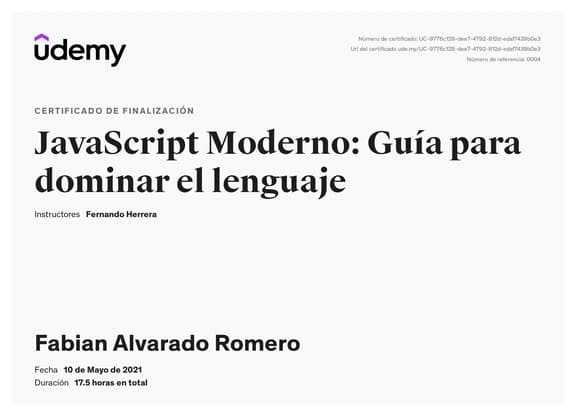 udemy
Número de certificado: UC-9776c129-dee7-4792-812d-edaf7439b0e3
Url del certificado ude.my/UC-9776c129-dee7-4792-812d-edaf7439b0e3
Número de referencia 0004
CERTIFICADO DE FINALIZACIÓN
JavaScript Moderno: Guía para
dominar el lenguaje
Instructores Fernando Herrera
Fabian Alvarado Romero
Fecha 10 de Mayo de 2021
Duración 17.5 horas en total